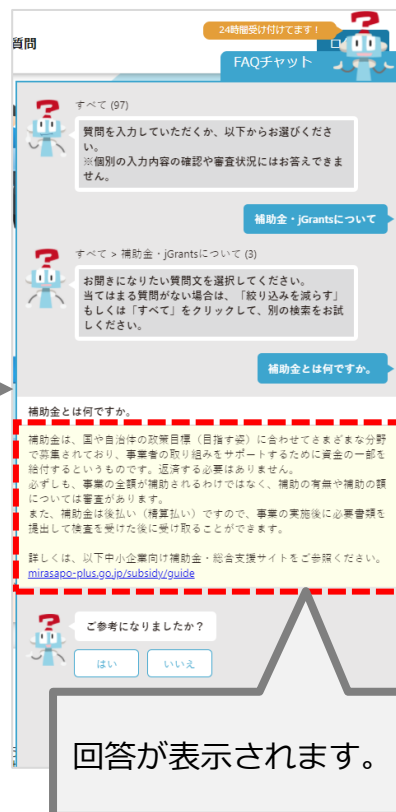 質問
24時間受け付けてます！
FAQチャット
すべて (97)
質問を入力していただくか、以下からお選びくださ
い。
※個別の入力内容の確認や審査状況にはお答えできま
せん。
補助金・jGrantsについて
すべて > 補助金・jGrantsについて (3)
お聞きになりたい質問文を選択してください。
当てはまる質問がない場合は、「絞り込みを減らす」
もしくは「すべて」をクリックして、別の検索をお試
しください。
補助金とは何ですか。
補助金とは何ですか。
補助金は、国や自治体の政策目標（目指す姿）に合わせてさまざまな分野
で募集されており、事業者の取り組みをサポートするために資金の一部を
給付するというものです。返済する必要はありません。
必ずしも、事業の全額が補助されるわけではなく、補助の有無や補助の額
については審査があります。
また、補助金は後払い（精算払い）ですので、事業の実施後に必要書類を
提出して検査を受けた後に受け取ることができます。
詳しくは、以下中小企業向け補助金・総合支援サイトをご参照ください。
mirasapo-plus.go.jp/subsidy/guide
ご参考になりましたか？
はい
いいえ
回答が表示されます。